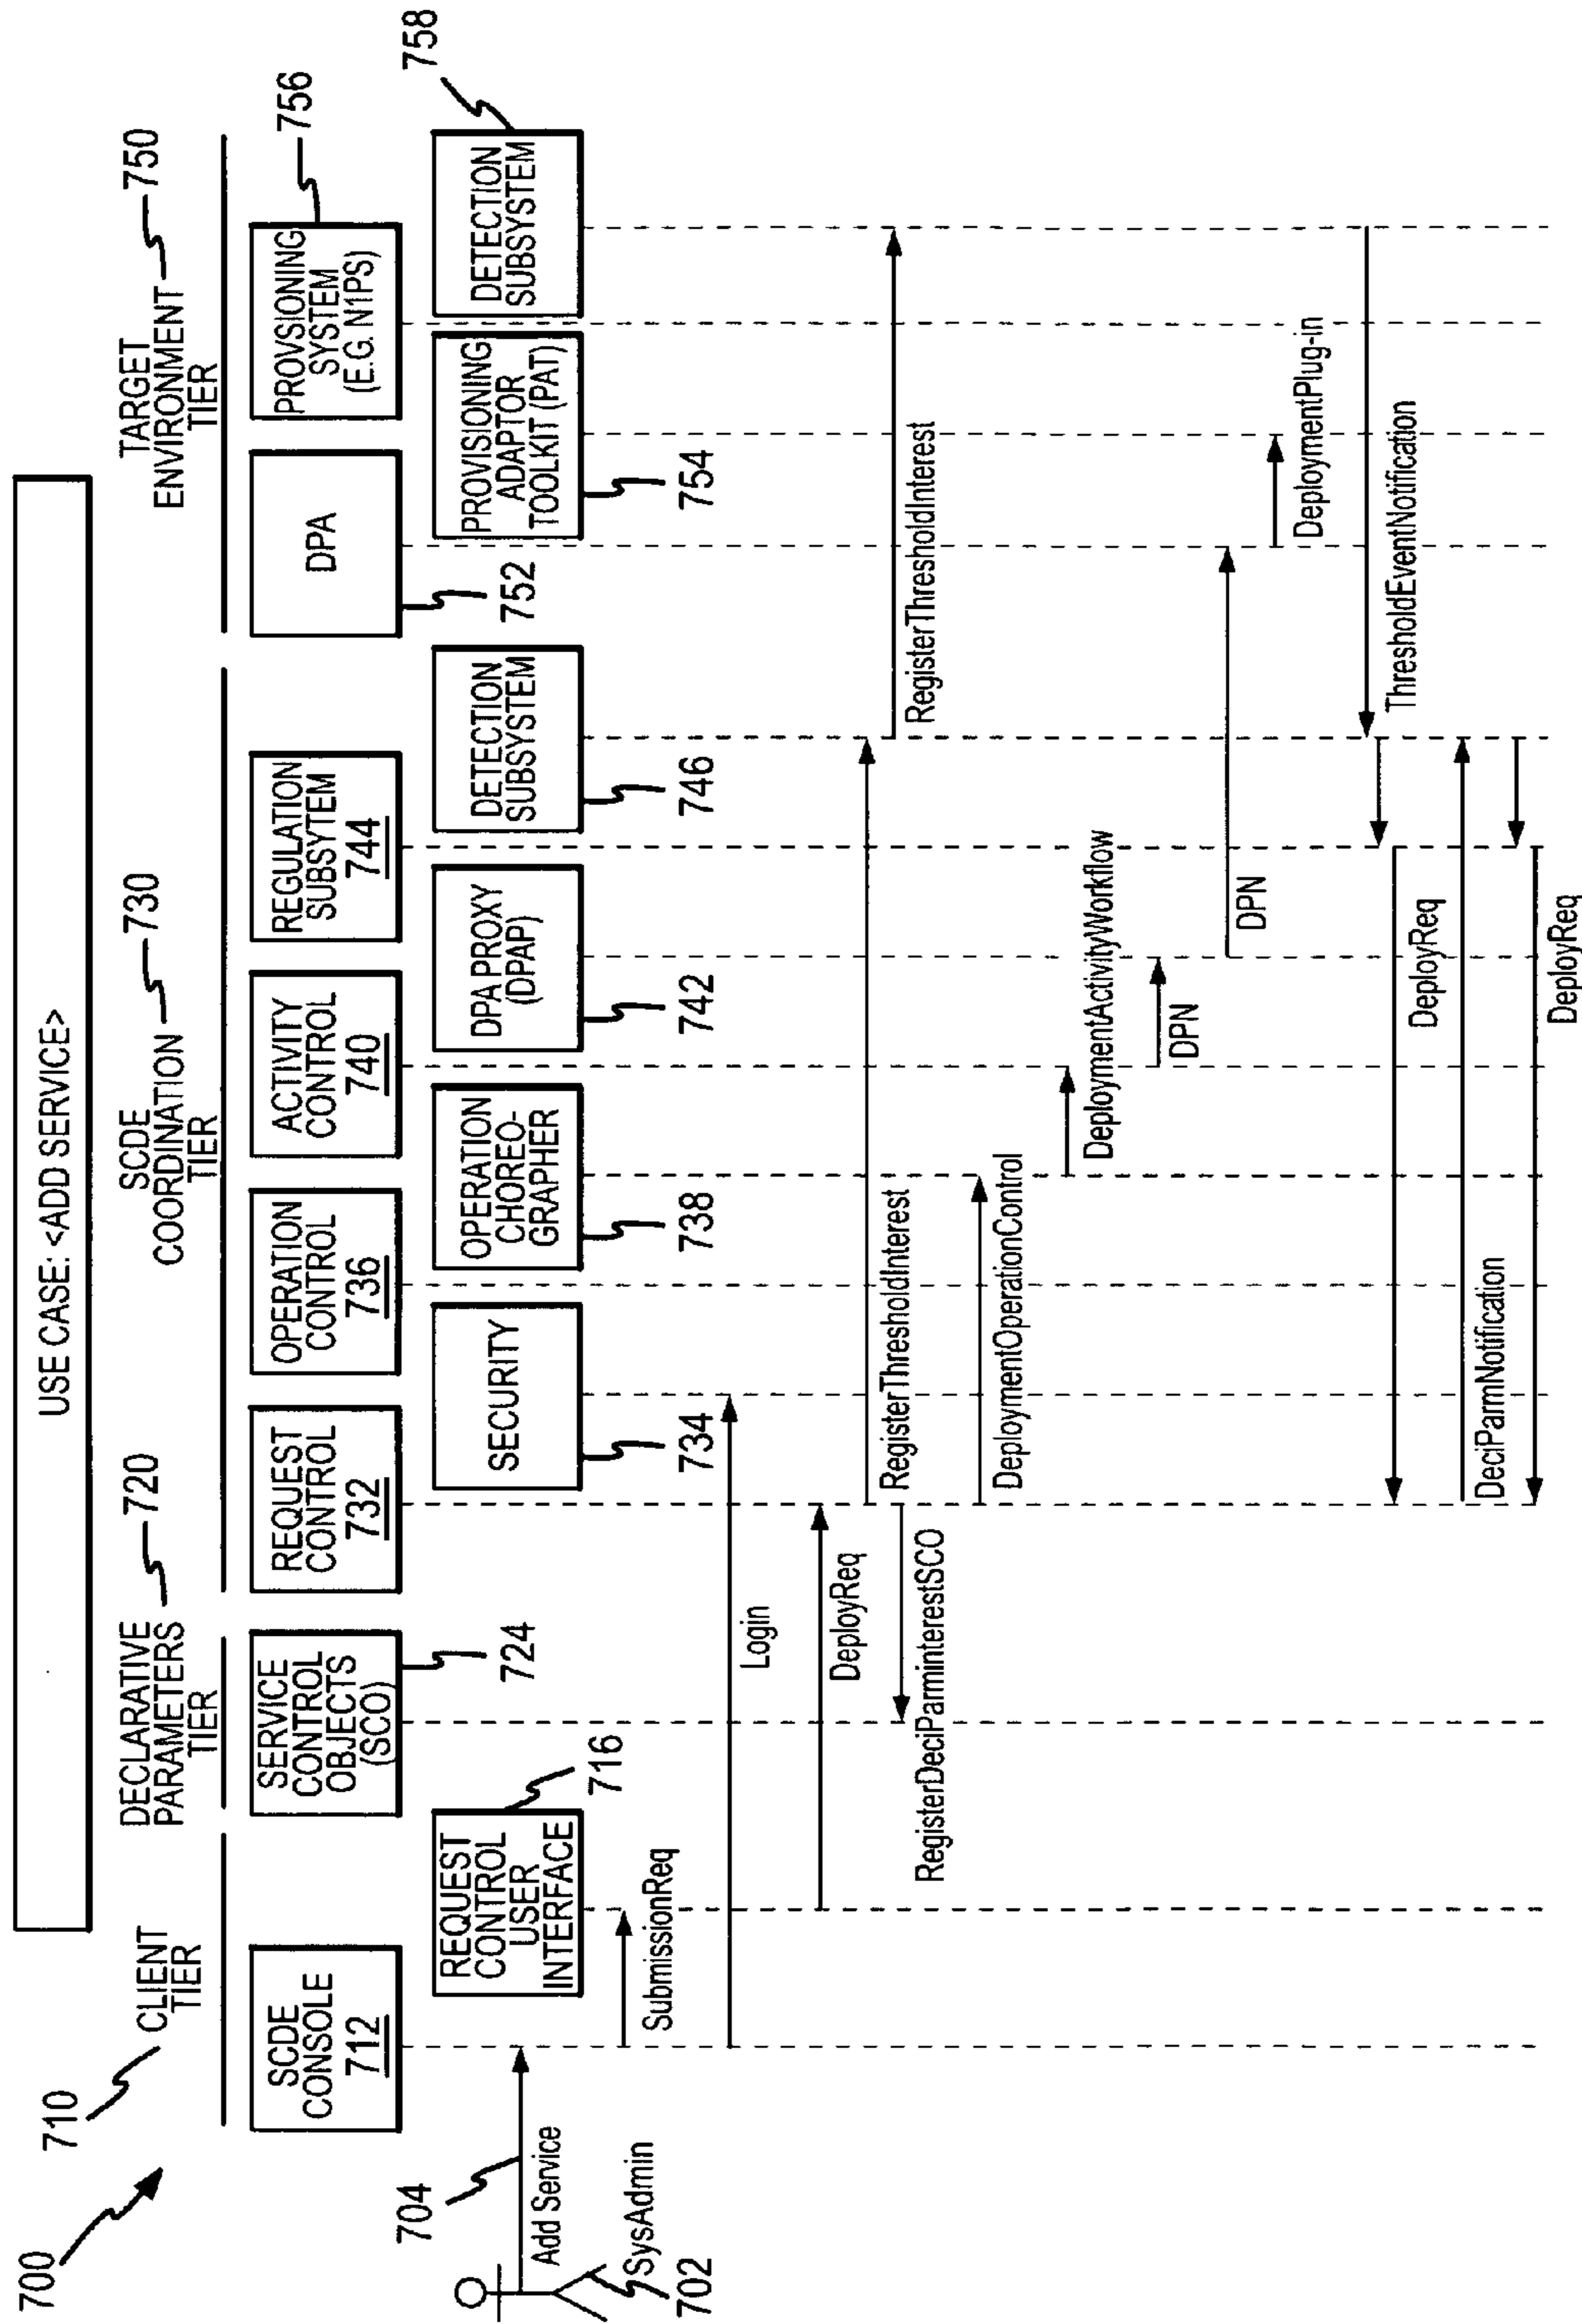 700
USE CASE: <ADD SERVICE>
710
CLIENT
TIER
DECLARATIVE
PARAMETERS
TIER
720
SCDE
COORDINATION
TIER
730
TARGET
ENVIRONMENT
TIER
750
SCDE
CONSOLE
712
SERVICE
CONTROL
OBJECTS
(SCO)
724
REQUEST
CONTROL
732
OPERATION
CONTROL
736
ACTIVITY
CONTROL
740
REGULATION
SUBSYTEM
744
DPA
752
PROVSIONING
SYSTEM
(E.G. N1PS)
756
REQUEST
CONTROL
USER
INTERFACE
716
SECURITY
734
OPERATION
CHOREO-
GRAPHER
738
DPA PROXY
(DPAP)
742
DETECTION
SUBSYSTEM
746
PROVISIONING
ADAPTOR
TOOLKIT (PAT)
754
DETECTION
SUBSYSTEM
758
704
Add Service
SysAdmin
702
SubmissionReq
Login
DeployReq
RegisterThresholdInterest
RegisterThresholdInterest
RegisterDeciParminterestSCO
DeploymentOperationControl
DeploymentActivityWorkflow
DPN
DPN
DeploymentPlug-in
ThresholdEventNotification
DeployReq
DeciParmNotification
DeployReq